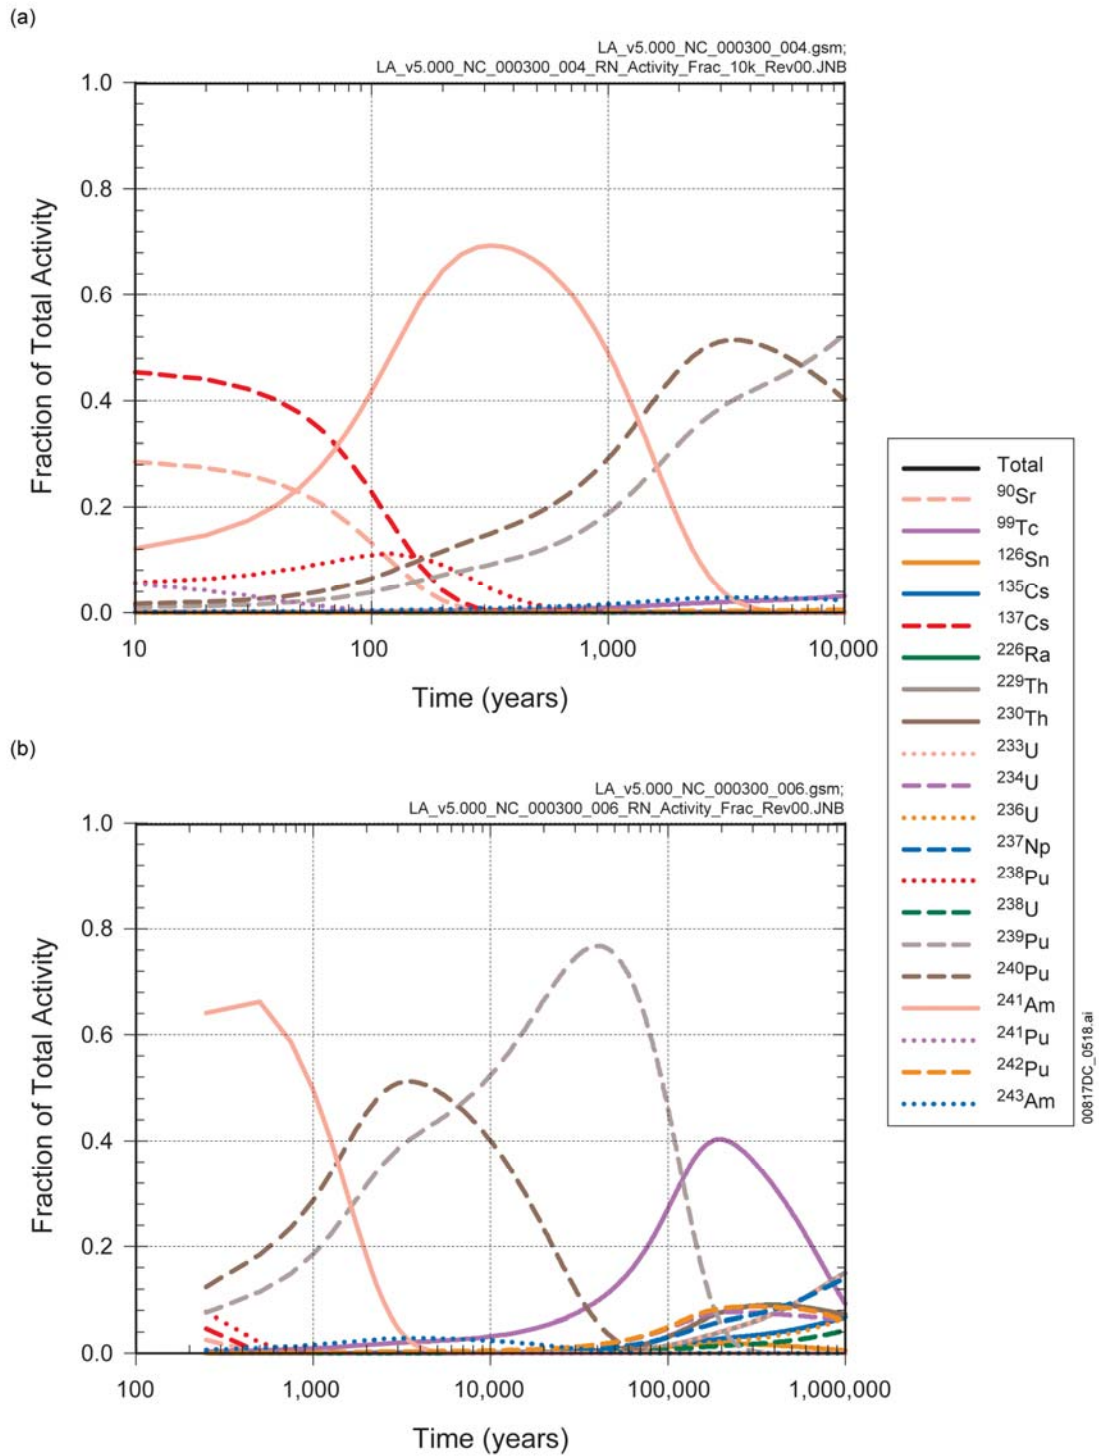 (a)
LA_v5.000_NC_000300_004.gsm;
LA_v5.000_NC_000300_004_RN_Activity_Frac_10k_Rev00.JNB
1.0
0.8
0.6
0.4
0.2
0.0
Fraction of Total Activity
10
100
1,000
10,000
Time (years)
(b)
LA_v5.000_NC_000300_006.gsm;
LA_v5.000_NC_000300_006_RN_Activity_Frac_Rev00.JNB
1.0
0.8
0.6
0.4
0.2
0.0
Fraction of Total Activity
100
1,000
10,000
100,000
1,000,000
Time (years)
Total
⁹⁰Sr
⁹⁹Tc
¹²⁶Sn
¹³⁵Cs
¹³⁷Cs
²²⁶Ra
²²⁹Th
²³⁰Th
²³³U
²³⁴U
²³⁶U
²³⁷Np
²³⁸Pu
²³⁸U
²³⁹Pu
²⁴⁰Pu
²⁴¹Am
²⁴¹Pu
²⁴²Pu
²⁴³Am
00817DC_0518.ai